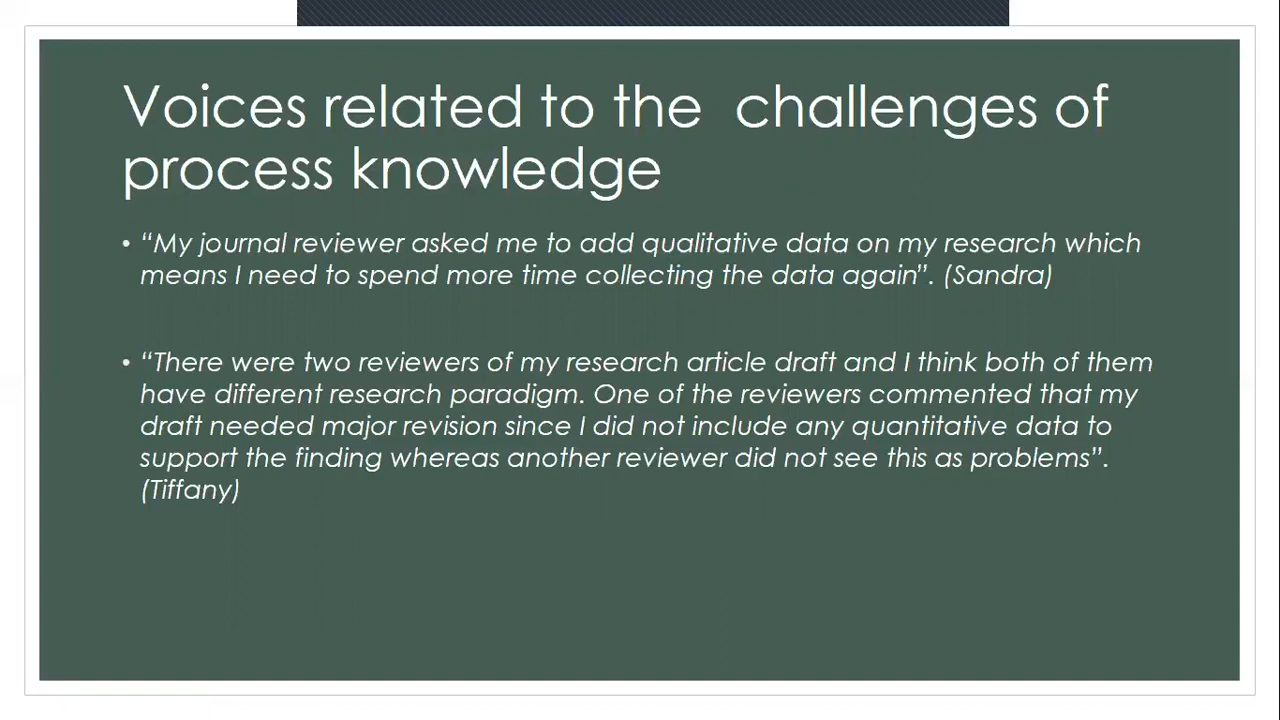 Voices related to the  challenges of
process knowledge
• “My journal reviewer asked me to add qualitative data on my research which
means I need to spend more time collecting the data again”. (Sandra)
• “There were two reviewers of my research article draft and I think both of them
have different research paradigm. One of the reviewers commented that my
draft needed major revision since I did not include any quantitative data to
support the finding whereas another reviewer did not see this as problems”.
(Tiffany)